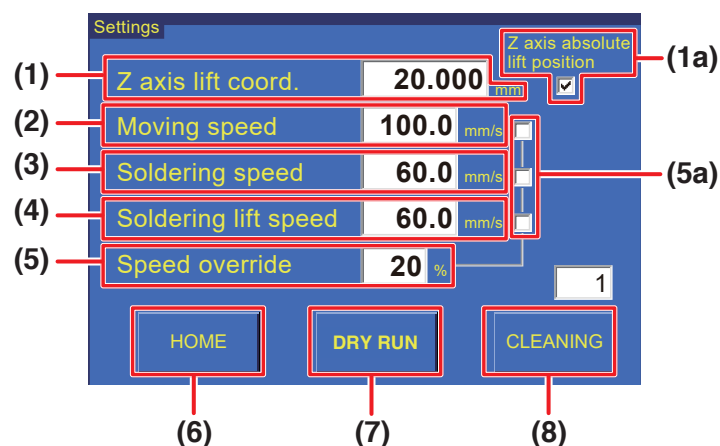 Settings
Z axis absolute
lift position
(1a)
(1) Z axis lift coord. 20.000 mm
(2) Moving speed 100.0 mm/s
(3) Soldering speed 60.0 mm/s
(5a)
(4) Soldering lift speed 60.0 mm/s
(5) Speed override 20 %
1
HOME DRY RUN CLEANING
(6) (7) (8)